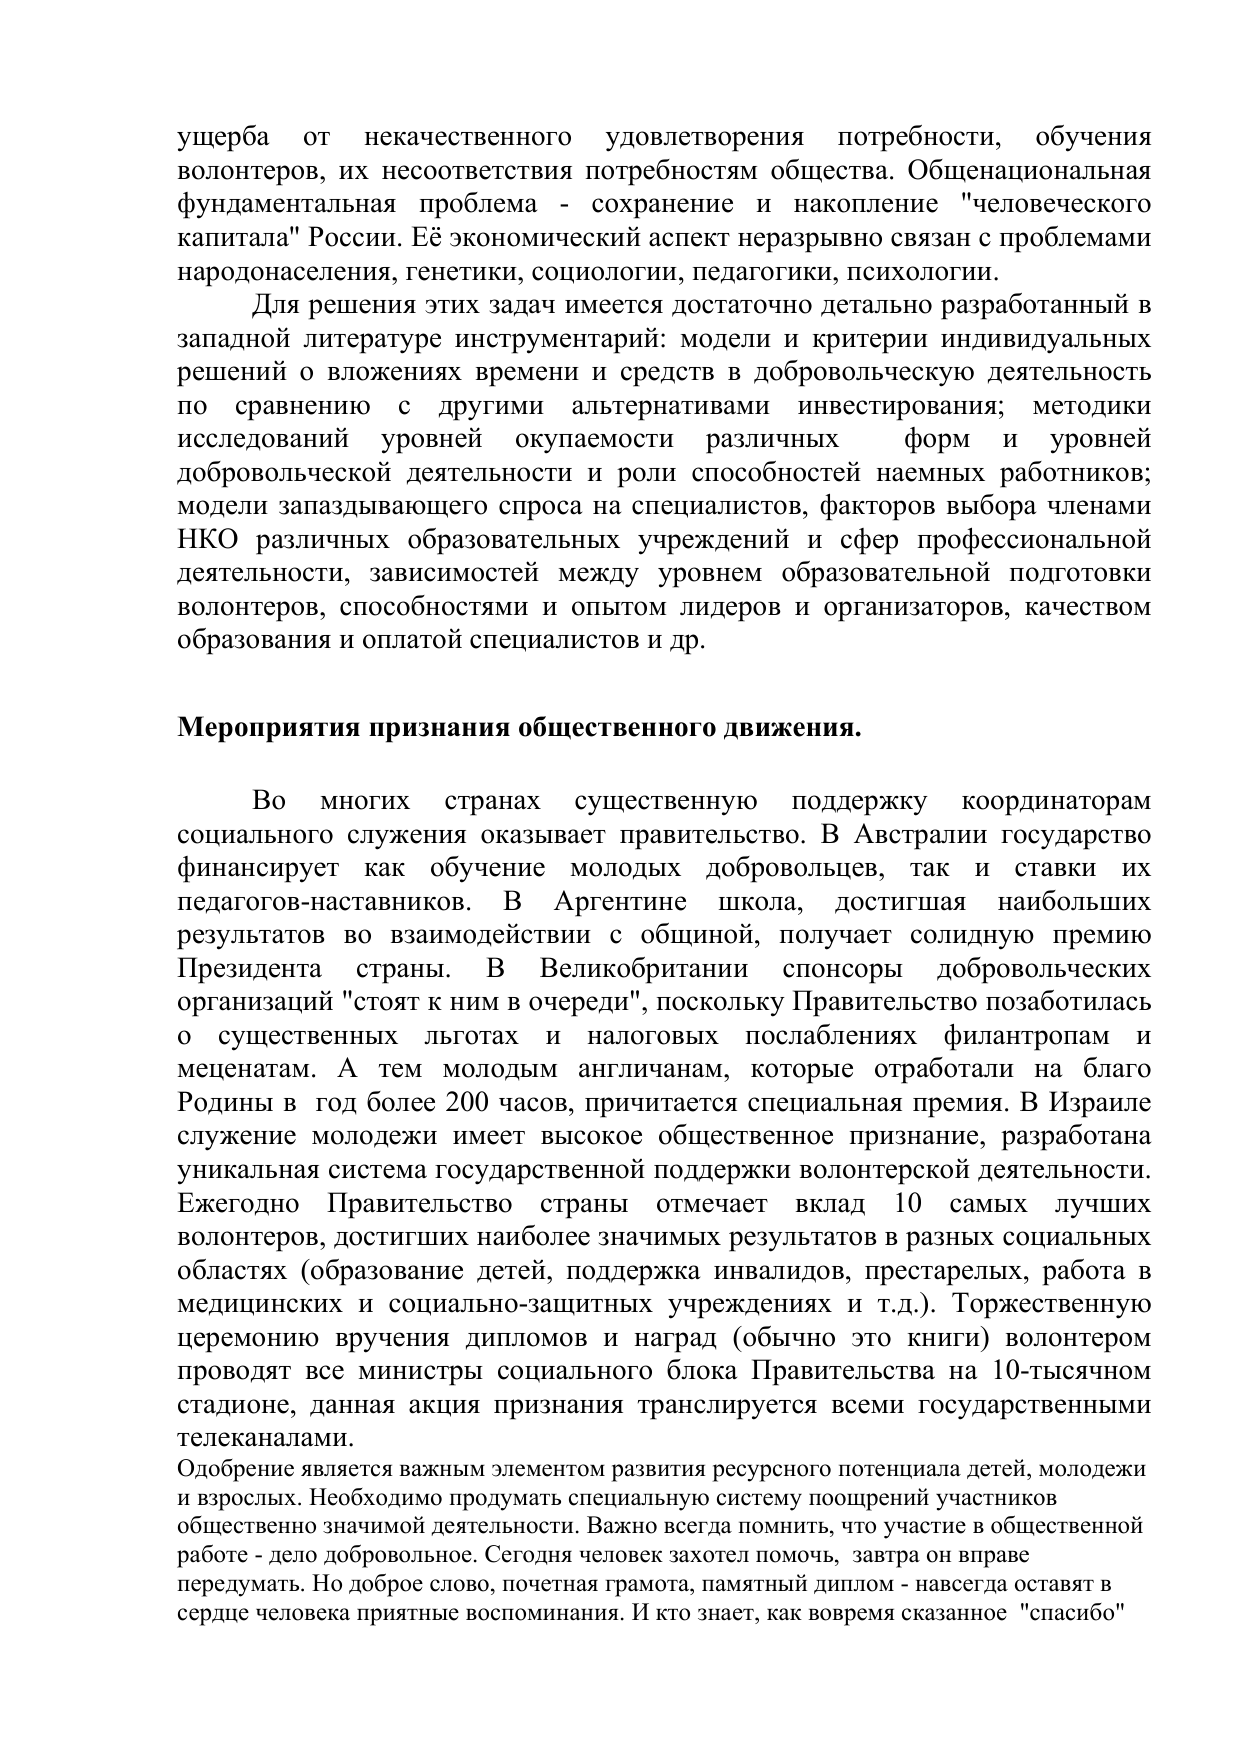 ущерба от некачественного удовлетворения потребности, обучения
волонтеров, их несоответствия потребностям общества. Общенациональная
фундаментальная проблема - сохранение и накопление "человеческого
капитала" России. Её экономический аспект неразрывно связан с проблемами
народонаселения, генетики, социологии, педагогики, психологии.
Для решения этих задач имеется достаточно детально разработанный в
западной литературе инструментарий: модели и критерии индивидуальных
решений о вложениях времени и средств в добровольческую деятельность
по сравнению с другими альтернативами инвестирования; методики
исследований уровней окупаемости различных форм и уровней
добровольческой деятельности и роли способностей наемных работников;
модели запаздывающего спроса на специалистов, факторов выбора членами
НКО различных образовательных учреждений и сфер профессиональной
деятельности, зависимостей между уровнем образовательной подготовки
волонтеров, способностями и опытом лидеров и организаторов, качеством
образования и оплатой специалистов и др.
Мероприятия признания общественного движения.
Во многих странах существенную поддержку координаторам
социального служения оказывает правительство. В Австралии государство
финансирует как обучение молодых добровольцев, так и ставки их
педагогов-наставников. В Аргентине школа, достигшая наибольших
результатов во взаимодействии с общиной, получает солидную премию
Президента страны. В Великобритании спонсоры добровольческих
организаций "стоят к ним в очереди", поскольку Правительство позаботилась
о существенных льготах и налоговых послаблениях филантропам и
меценатам. А тем молодым англичанам, которые отработали на благо
Родины в год более 200 часов, причитается специальная премия. В Израиле
служение молодежи имеет высокое общественное признание, разработана
уникальная система государственной поддержки волонтерской деятельности.
Ежегодно Правительство страны отмечает вклад 10 самых лучших
волонтеров, достигших наиболее значимых результатов в разных социальных
областях (образование детей, поддержка инвалидов, престарелых, работа в
медицинских и социально-защитных учреждениях и т.д.). Торжественную
церемонию вручения дипломов и наград (обычно это книги) волонтером
проводят все министры социального блока Правительства на 10-тысячном
стадионе, данная акция признания транслируется всеми государственными
телеканалами.
Одобрение является важным элементом развития ресурсного потенциала детей, молодежи
и взрослых. Необходимо продумать специальную систему поощрений участников
общественно значимой деятельности. Важно всегда помнить, что участие в общественной
работе - дело добровольное. Сегодня человек захотел помочь, завтра он вправе
передумать. Но доброе слово, почетная грамота, памятный диплом - навсегда оставят в
сердце человека приятные воспоминания. И кто знает, как вовремя сказанное "спасибо"